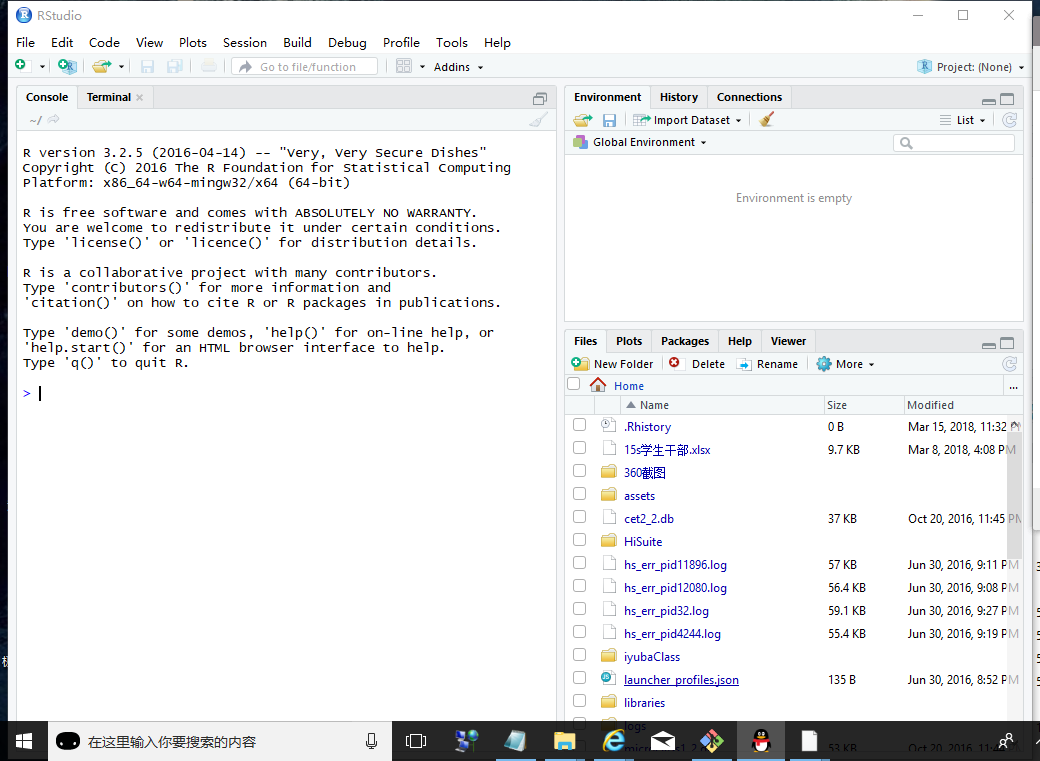 RStudio
File Edit Code View Plots Session Build Debug Profile Tools Help
Go to file/function
Addins
Project: (None)
Console Terminal
~/
R version 3.2.5 (2016-04-14) -- "Very, Very Secure Dishes"
Copyright (C) 2016 The R Foundation for Statistical Computing
Platform: x86_64-w64-mingw32/x64 (64-bit)
R is free software and comes with ABSOLUTELY NO WARRANTY.
You are welcome to redistribute it under certain conditions.
Type 'license()' or 'licence()' for distribution details.
R is a collaborative project with many contributors.
Type 'contributors()' for more information and
'citation()' on how to cite R or R packages in publications.
Type 'demo()' for some demos, 'help()' for on-line help, or
'help.start()' for an HTML browser interface to help.
Type 'q()' to quit R.
>
Environment History Connections
Import Dataset List
Global Environment
Environment is empty
Files Plots Packages Help Viewer
New Folder Delete Rename More
Home ...
Name Size Modified
.Rhistory 0 B Mar 15, 2018, 11:32
15s学生干部.xlsx 9.7 KB Mar 8, 2018, 4:08 PM
360截图
assets
cet2_2.db 37 KB Oct 20, 2016, 11:45 PM
HiSuite
hs_err_pid11896.log 57 KB Jun 30, 2016, 9:11 PM
hs_err_pid12080.log 56.4 KB Jun 30, 2016, 9:08 PM
hs_err_pid32.log 59.1 KB Jun 30, 2016, 9:27 PM
hs_err_pid4244.log 55.4 KB Jun 30, 2016, 9:19 PM
iyubaClass
launcher_profiles.json 135 B Jun 30, 2016, 8:52 PM
libraries
logs
在这里输入你要搜索的内容